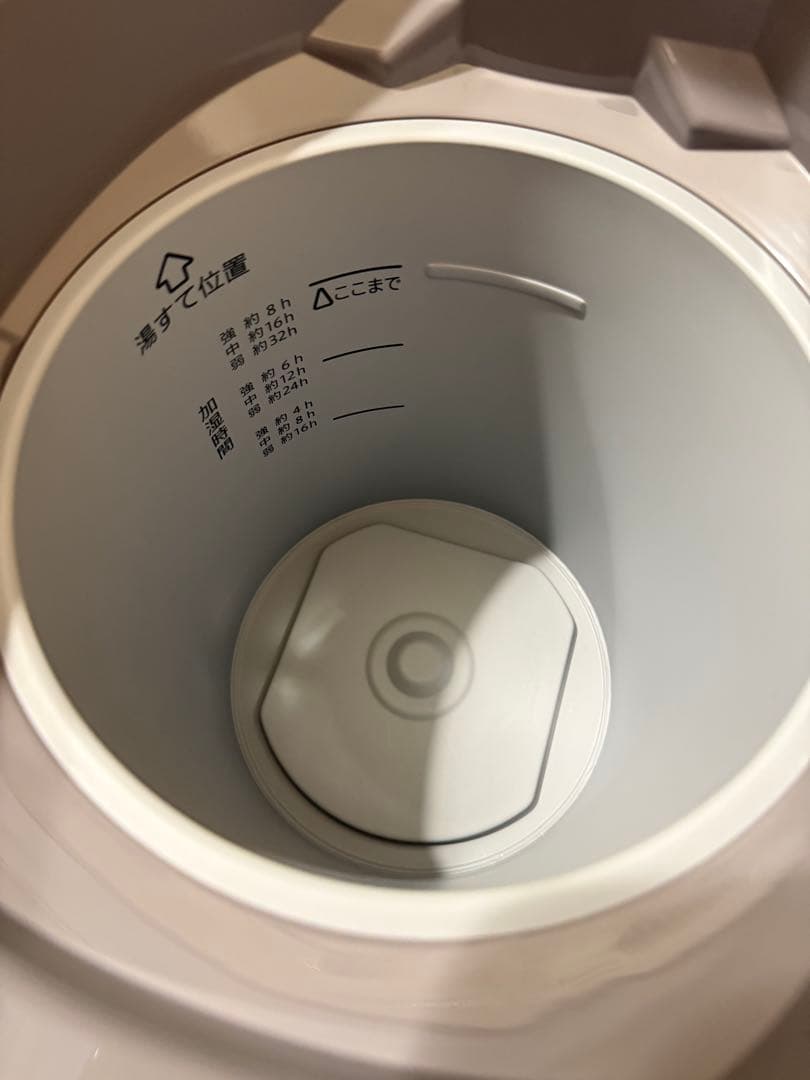 湯すて位置
△ここまで
強 約 8 h
中 約16h
弱 約32h
強 約 6 h
中 約12h
弱 約24h
加湿時間
強 約 4 h
中 約 8 h
弱 約16h